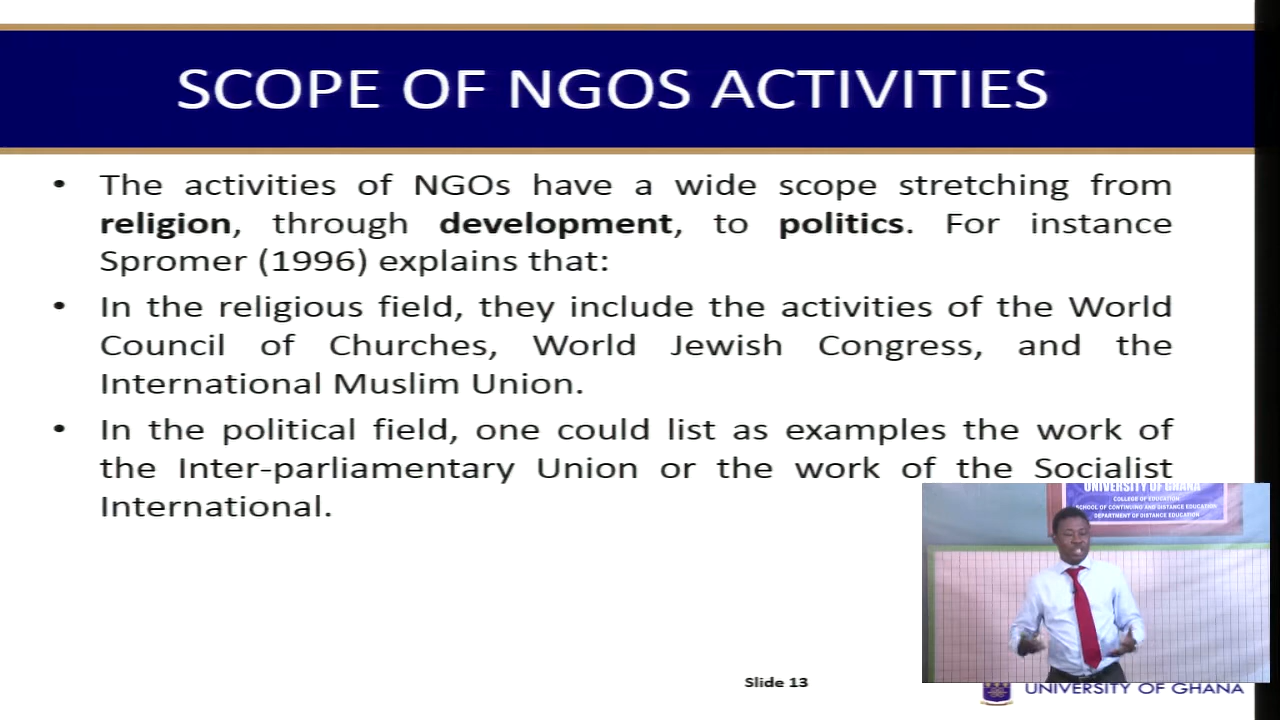 SCOPE OF NGOS ACTIVITIES
• The activities of NGOs have a wide scope stretching from
religion, through development, to politics. For instance
Spromer (1996) explains that:
• In the religious field, they include the activities of the World
Council of Churches, World Jewish Congress, and the
International Muslim Union.
• In the political field, one could list as examples the work of
the Inter-parliamentary Union or the work of the Socialist
International.
UNIVERSITY OF GHANA
COLLEGE OF EDUCATION
SCHOOL OF CONTINUING AND DISTANCE EDUCATION
DEPARTMENT OF DISTANCE EDUCATION
Slide 13
UNIVERSITY OF GHANA